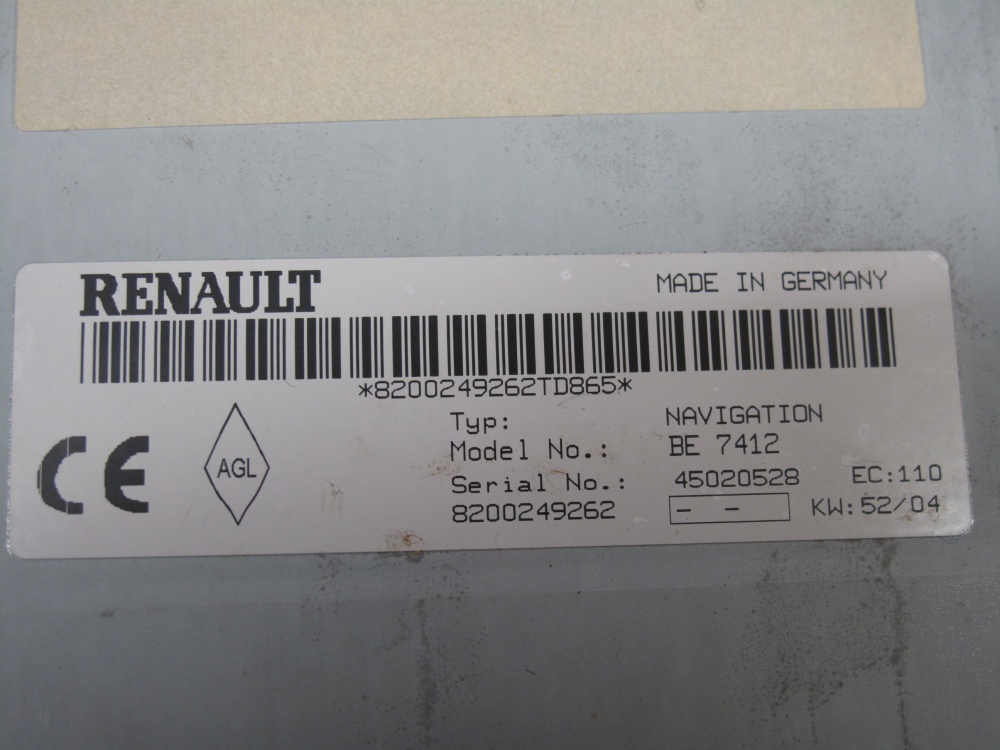 RENAULT
MADE IN GERMANY
*8200249262TD865*
Typ: NAVIGATION
Model No.: BE 7412
Serial No.: 45020528 EC:110
8200249262 - - KW:52/04
CE
AGL